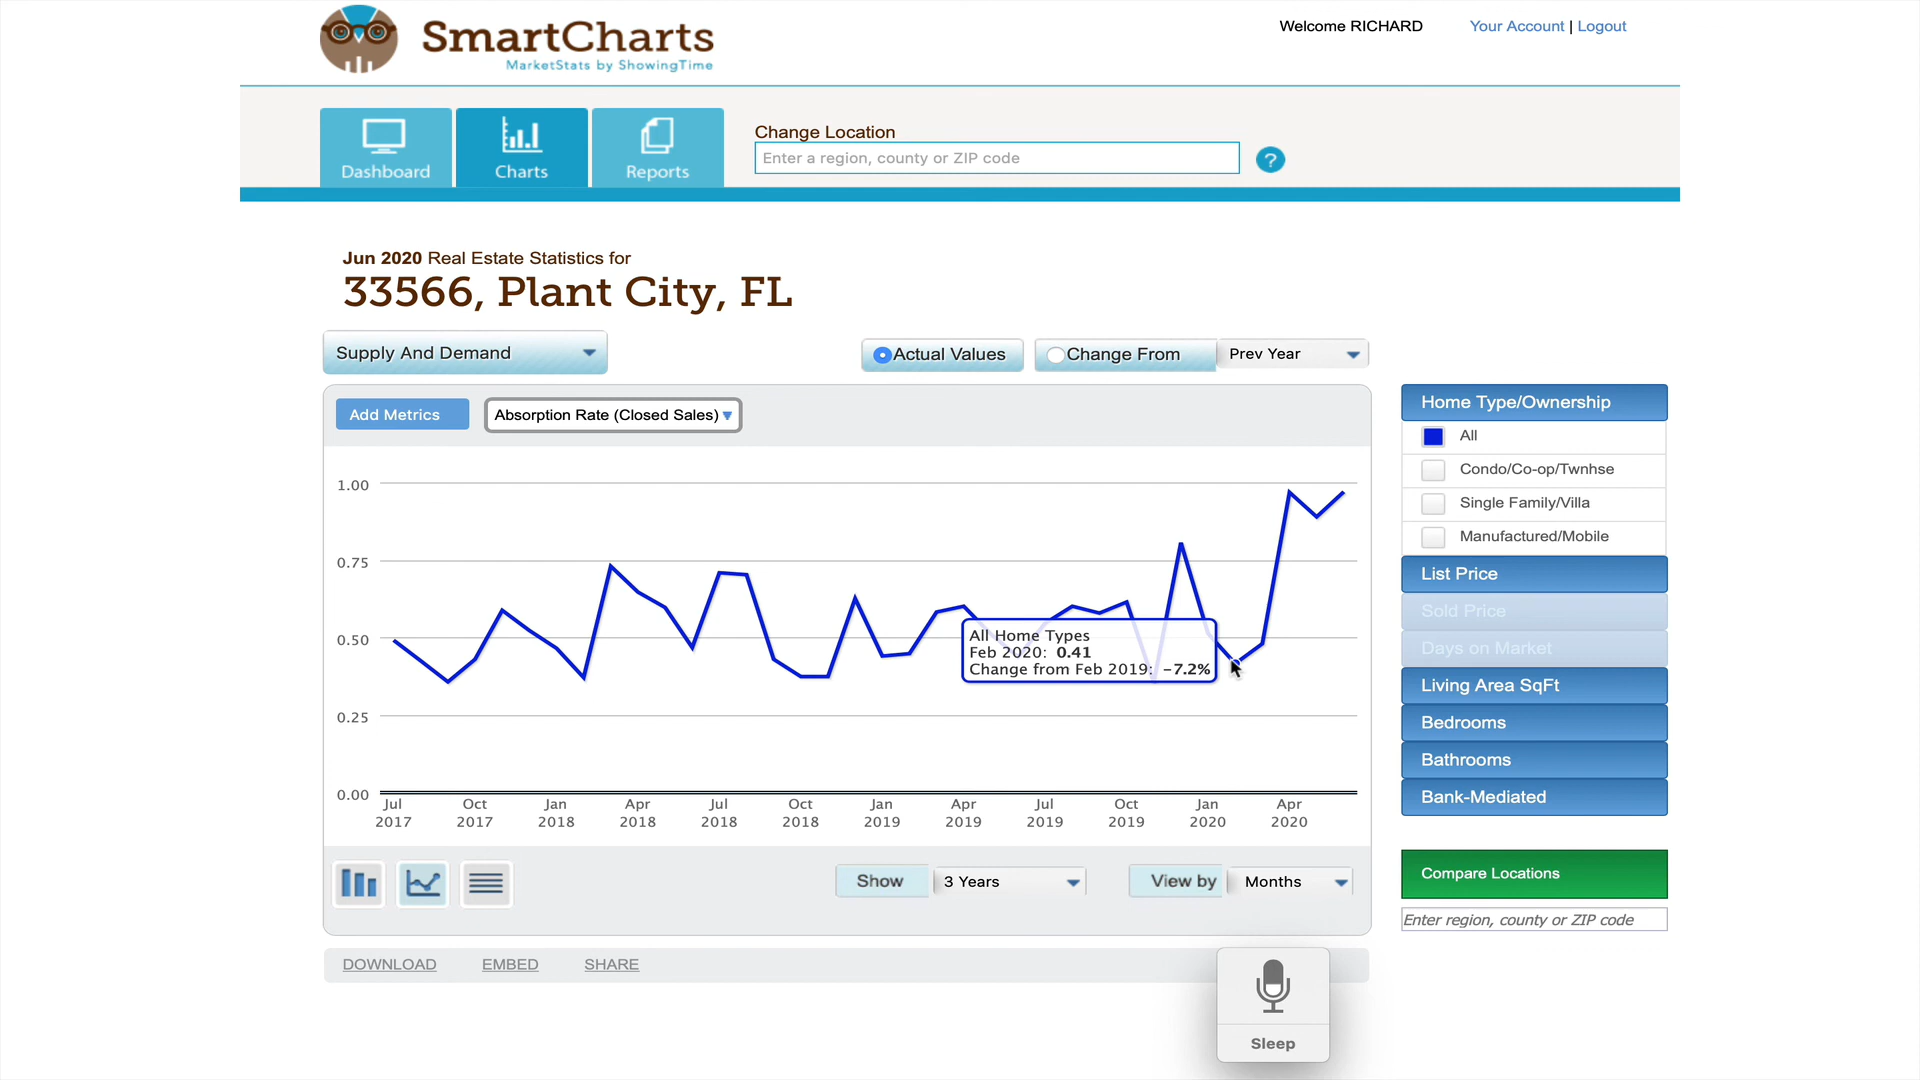 SmartCharts
MarketStats by ShowingTime
Welcome RICHARD
Your Account | Logout
Dashboard
Charts
Reports
Change Location
Enter a region, county or ZIP code
?
Jun 2020 Real Estate Statistics for
33566, Plant City, FL
Supply And Demand
Actual Values
Change From
Prev Year
Add Metrics
Absorption Rate (Closed Sales)
1.00
0.75
0.50
0.25
0.00
All Home Types
Feb 2020: 0.41
Change from Feb 2019: -7.2%
Jul 2017
Oct 2017
Jan 2018
Apr 2018
Jul 2018
Oct 2018
Jan 2019
Apr 2019
Jul 2019
Oct 2019
Jan 2020
Apr 2020
Show
3 Years
View by
Months
DOWNLOAD
EMBED
SHARE
Home Type/Ownership
All
Condo/Co-op/Twnhse
Single Family/Villa
Manufactured/Mobile
List Price
Sold Price
Days on Market
Living Area SqFt
Bedrooms
Bathrooms
Bank-Mediated
Compare Locations
Enter region, county or ZIP code
Sleep